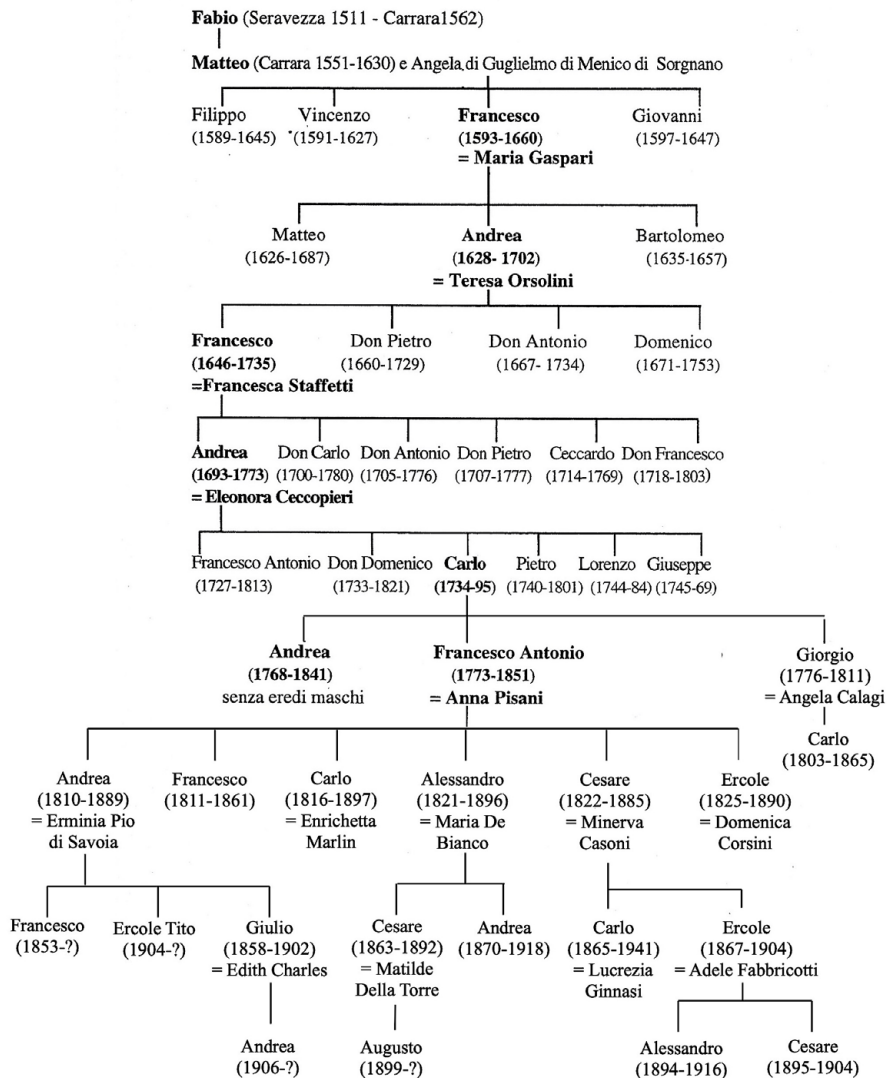 Fabio (Seravezza 1511 - Carrara1562)
Matteo (Carrara 1551-1630) e Angela di Guglielmo di Menico di Sorgnano
Filippo Vincenzo Francesco Giovanni
(1589-1645) (1591-1627) (1593-1660) (1597-1647)
= Maria Gaspari
Matteo Andrea Bartolomeo
(1626-1687) (1628- 1702) (1635-1657)
= Teresa Orsolini
Francesco Don Pietro Don Antonio Domenico
(1646-1735) (1660-1729) (1667- 1734) (1671-1753)
=Francesca Staffetti
Andrea Don Carlo Don Antonio Don Pietro Ceccardo Don Francesco
(1693-1773) (1700-1780) (1705-1776) (1707-1777) (1714-1769) (1718-1803)
= Eleonora Ceccopieri
Francesco Antonio Don Domenico Carlo Pietro Lorenzo Giuseppe
(1727-1813) (1733-1821) (1734-95) (1740-1801) (1744-84) (1745-69)
Andrea Francesco Antonio Giorgio
(1768-1841) (1773-1851) (1776-1811)
senza eredi maschi = Anna Pisani = Angela Calagi
Carlo
(1803-1865)
Andrea Francesco Carlo Alessandro Cesare Ercole
(1810-1889) (1811-1861) (1816-1897) (1821-1896) (1822-1885) (1825-1890)
= Erminia Pio = Enrichetta = Maria De = Minerva = Domenica
di Savoia Marlin Bianco Casoni Corsini
Francesco Ercole Tito Giulio Cesare Andrea Carlo Ercole
(1853-?) (1904-?) (1858-1902) (1863-1892) (1870-1918) (1865-1941) (1867-1904)
= Edith Charles = Matilde = Lucrezia = Adele Fabbricotti
Della Torre Ginnasi
Andrea Augusto Alessandro Cesare
(1906-?) (1899-?) (1894-1916) (1895-1904)